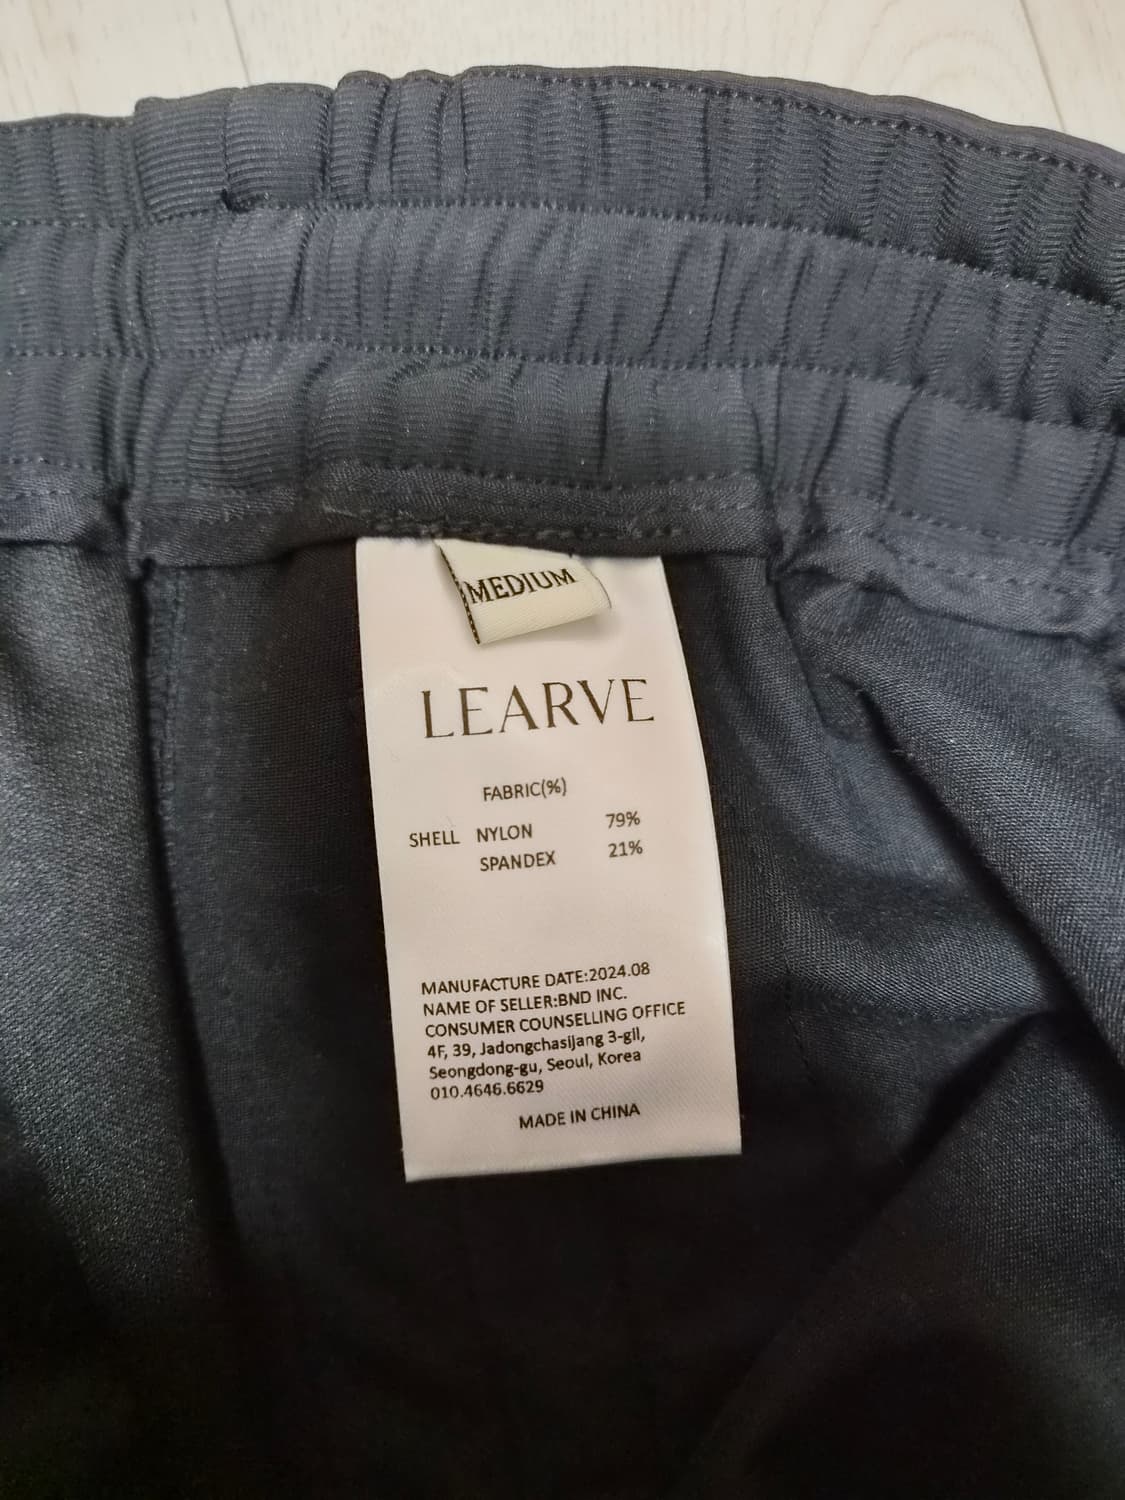 MEDIUM
LEARVE
FABRIC(%)
SHELL NYLON 79%
SPANDEX 21%
MANUFACTURE DATE:2024.08
NAME OF SELLER:BND INC.
CONSUMER COUNSELLING OFFICE
4F, 39, Jadongchasijang 3-gil,
Seongdong-gu, Seoul, Korea
010.4646.6629
MADE IN CHINA